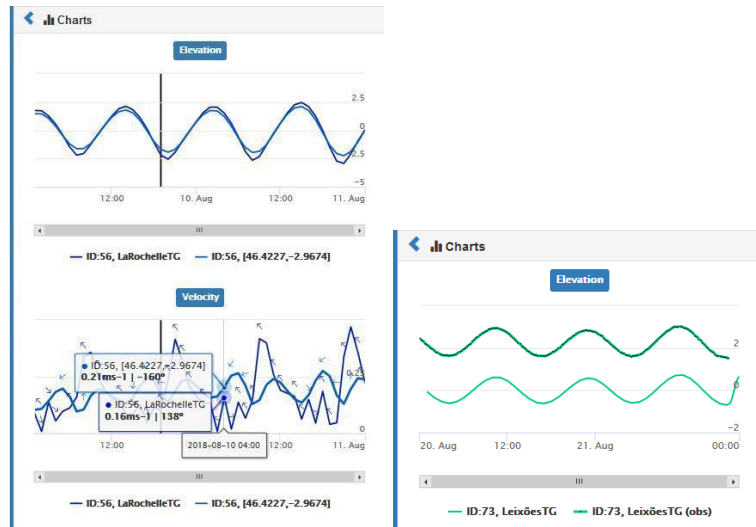 Charts
Elevation
2.5
-2.5
−5
12:00 10. Aug 12:00 11. Aug
ID:56, LaRochelleTG ID:56, [46.4227,−2.9674]
Velocity
ID:56, [46.4227,−2.9674]
0.21ms−1 | −160°
0.25
ID:56, LaRochelleTG
0.16ms−1 | 138°
0
12:00 2018-08-10 04:00 12:00 11. Aug
ID:56, LaRochelleTG ID:56, [46.4227,−2.9674]
Charts
Elevation
2
0
−2
20. Aug 12:00 21. Aug 00:00
ID:73, LeixõesTG ID:73, LeixõesTG (obs)